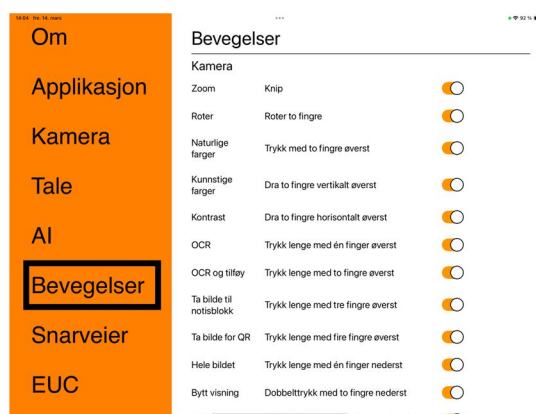 14:04 fre. 14. mars
92 %
Om
Applikasjon
Kamera
Tale
AI
Bevegelser
Snarveier
EUC
Bevegelser
Kamera
Zoom Knip
Roter Roter to fingre
Naturlige
farger Trykk med to fingre øverst
Kunnstige
farger Dra to fingre vertikalt øverst
Kontrast Dra to fingre horisontalt øverst
OCR Trykk lenge med én finger øverst
OCR og tilføy Trykk lenge med to fingre øverst
Ta bilde til
notisblokk Trykk lenge med tre fingre øverst
Ta bilde for QR Trykk lenge med fire fingre øverst
Hele bildet Trykk lenge med én finger nederst
Bytt visning Dobbelttrykk med to fingre nederst